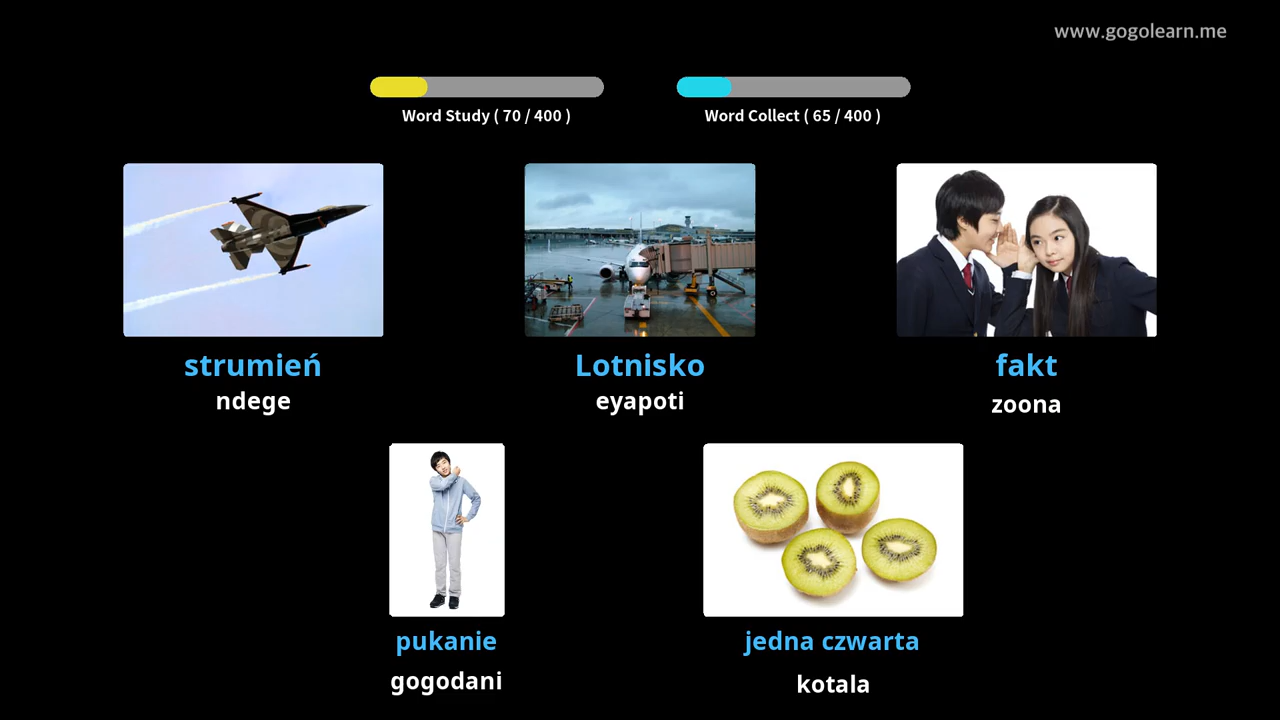 www.gogolearn.me
Word Study ( 70 / 400 )
Word Collect ( 65 / 400 )
strumień
ndege
Lotnisko
eyapoti
fakt
zoona
pukanie
gogodani
jedna czwarta
kotala